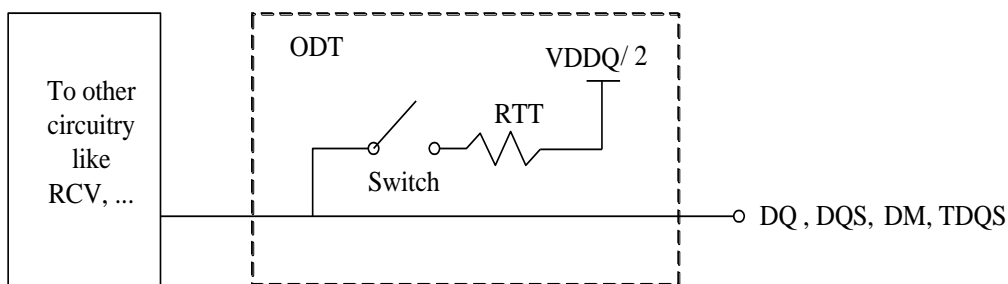 ODT
VDDQ/ 2
To other
circuitry
like
RCV, ...
RTT
Switch
DQ , DQS, DM, TDQS